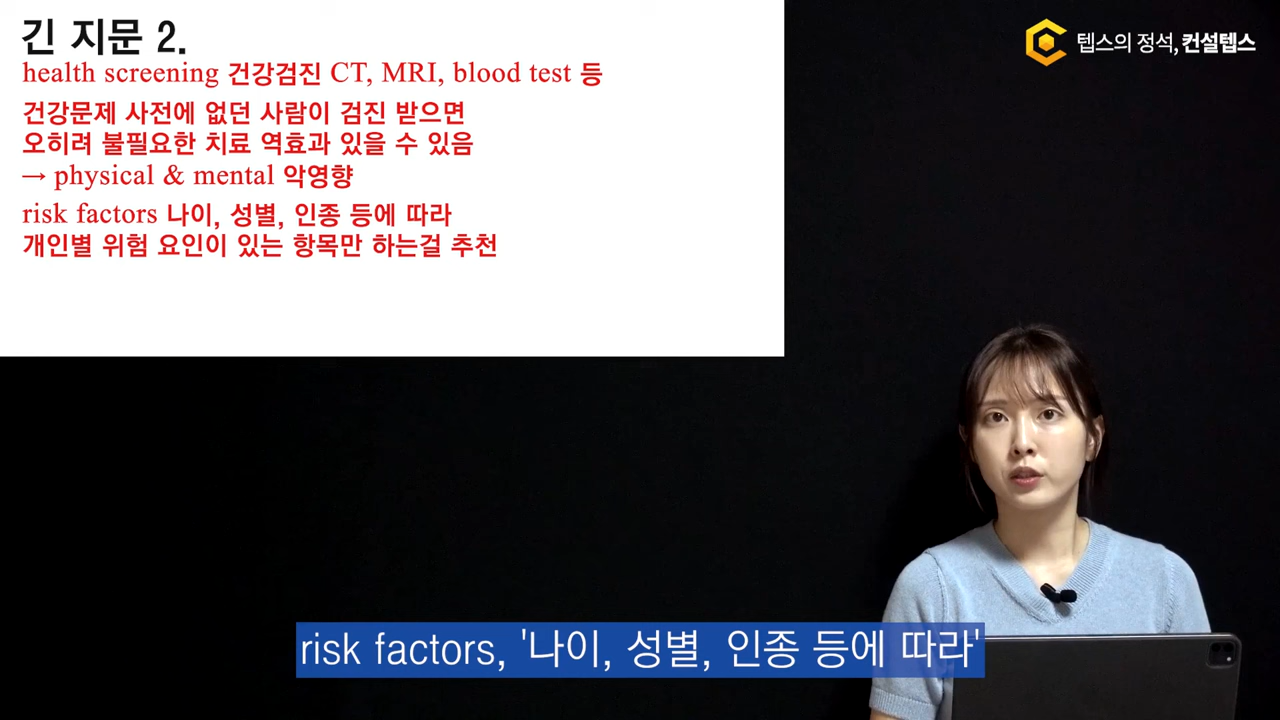 긴 지문 2.
health screening 건강검진 CT, MRI, blood test 등
건강문제 사전에 없던 사람이 검진 받으면
오히려 불필요한 치료 역효과 있을 수 있음
→ physical & mental 악영향
risk factors 나이, 성별, 인종 등에 따라
개인별 위험 요인이 있는 항목만 하는걸 추천
텝스의 정석, 컨설텝스
risk factors, '나이, 성별, 인종 등에 따라'